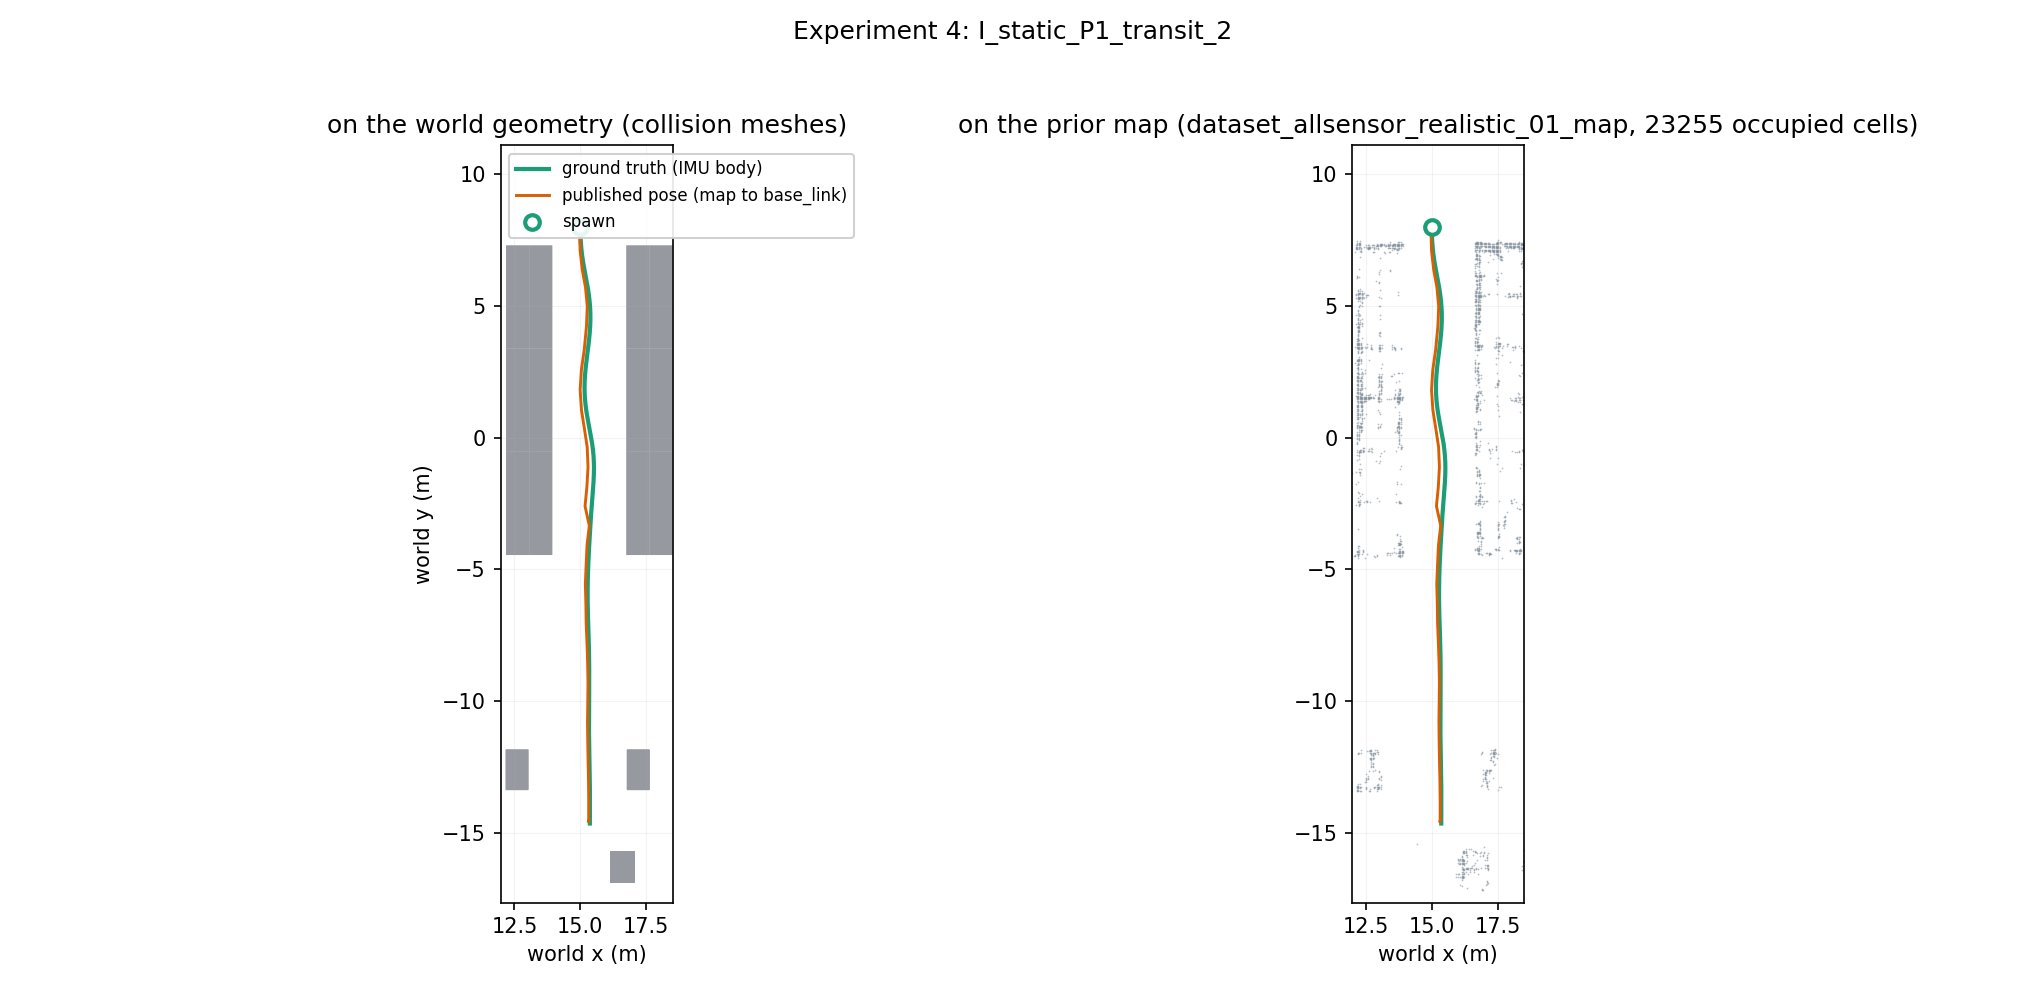 Experiment 4: I_static_P1_transit_2
on the world geometry (collision meshes)
ground truth (IMU body)
published pose (map to base_link)
spawn
10
5
0
−5
−10
−15
world y (m)
12.5 15.0 17.5
world x (m)
on the prior map (dataset_allsensor_realistic_01_map, 23255 occupied cells)
10
5
0
−5
−10
−15
12.5 15.0 17.5
world x (m)